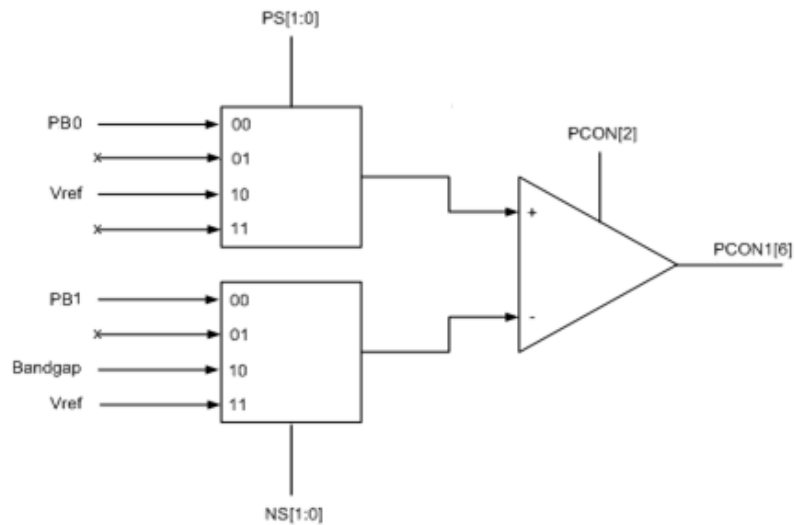 PS[1:0]
PB0
00
x
01
Vref
10
x
11
PCON[2]
+
-
PCON1[6]
PB1
00
x
01
Bandgap
10
Vref
11
NS[1:0]